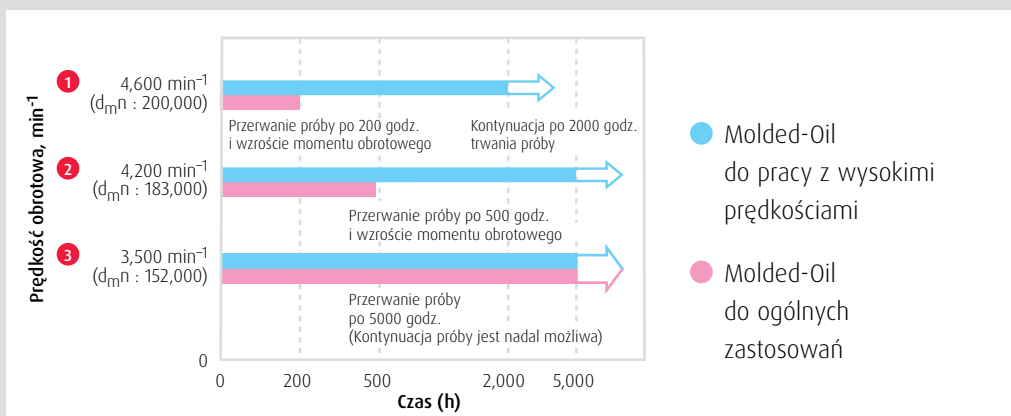 Prędkość obrotowa, min⁻¹
1
4,600 min⁻¹
(dₘn : 200,000)
Przerwanie próby po 200 godz.
i wzroście momentu obrotowego
Kontynuacja po 2000 godz.
trwania próby
2
4,200 min⁻¹
(dₘn : 183,000)
Przerwanie próby po 500 godz.
i wzroście momentu obrotowego
3
3,500 min⁻¹
(dₘn : 152,000)
Przerwanie próby
po 5000 godz.
(Kontynuacja próby jest nadal możliwa)
0
0
200
500
2,000
5,000
Czas (h)
Molded-Oil
do pracy z wysokimi
prędkościami
Molded-Oil
do ogólnych
zastosowań